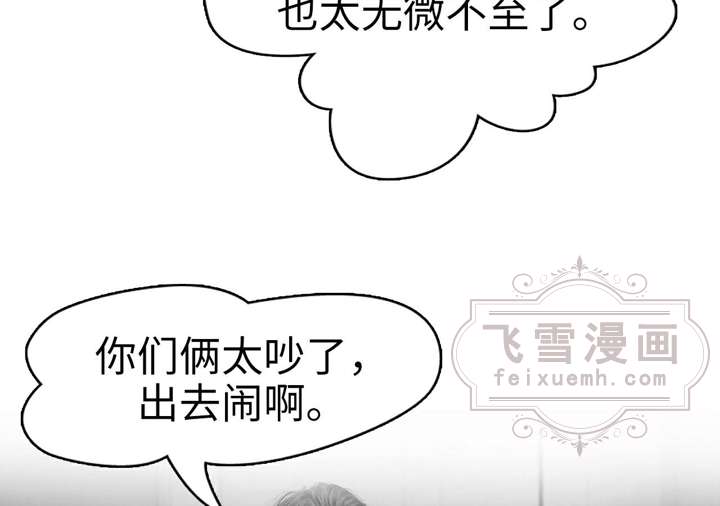 也太无微不至了。
你们俩太吵了，
出去闹啊。
飞雪漫画
feixuemh.com